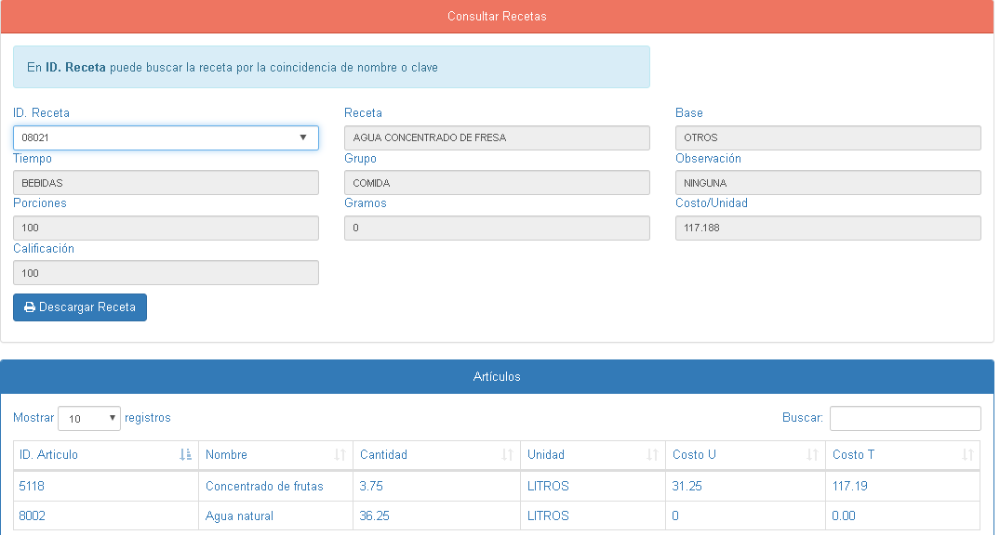 Consultar Recetas
En ID. Receta puede buscar la receta por la coincidencia de nombre o clave
ID. Receta Receta Base
08021 AGUA CONCENTRADO DE FRESA OTROS
Tiempo Grupo Observación
BEBIDAS COMIDA NINGUNA
Porciones Gramos Costo/Unidad
100 0 117.188
Calificación
100
Descargar Receta
Artículos
Mostrar 10 registros Buscar:
ID. Articulo Nombre Cantidad Unidad Costo U Costo T
5118 Concentrado de frutas 3.75 LITROS 31.25 117.19
8002 Agua natural 36.25 LITROS 0 0.00